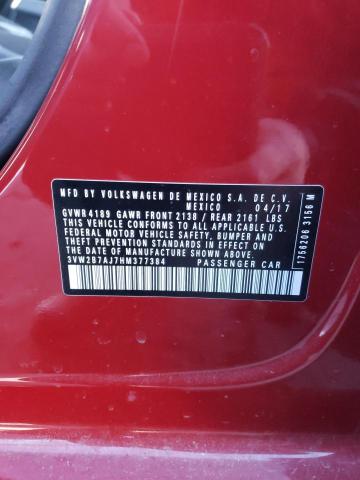 MFD BY VOLKSWAGEN DE MEXICO S.A. DE C.V.
MEXICO 04/17
GVWR 4189 GAWR FRONT 2138 / REAR 2161 LBS
THIS VEHICLE CONFORMS TO ALL APPLICABLE U.S.
FEDERAL MOTOR VEHICLE SAFETY, BUMPER AND
THEFT PREVENTION STANDARDS IN EFFECT ON
THE DATE OF MANUFACTURE SHOWN ABOVE
3VW2B7AJ7HM377384 PASSENGER CAR
1756206 3156 M